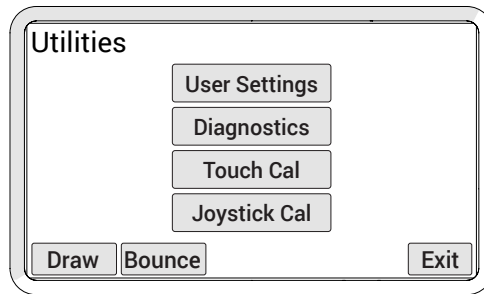 Utilities
User Settings
Diagnostics
Touch Cal
Joystick Cal
Draw Bounce Exit